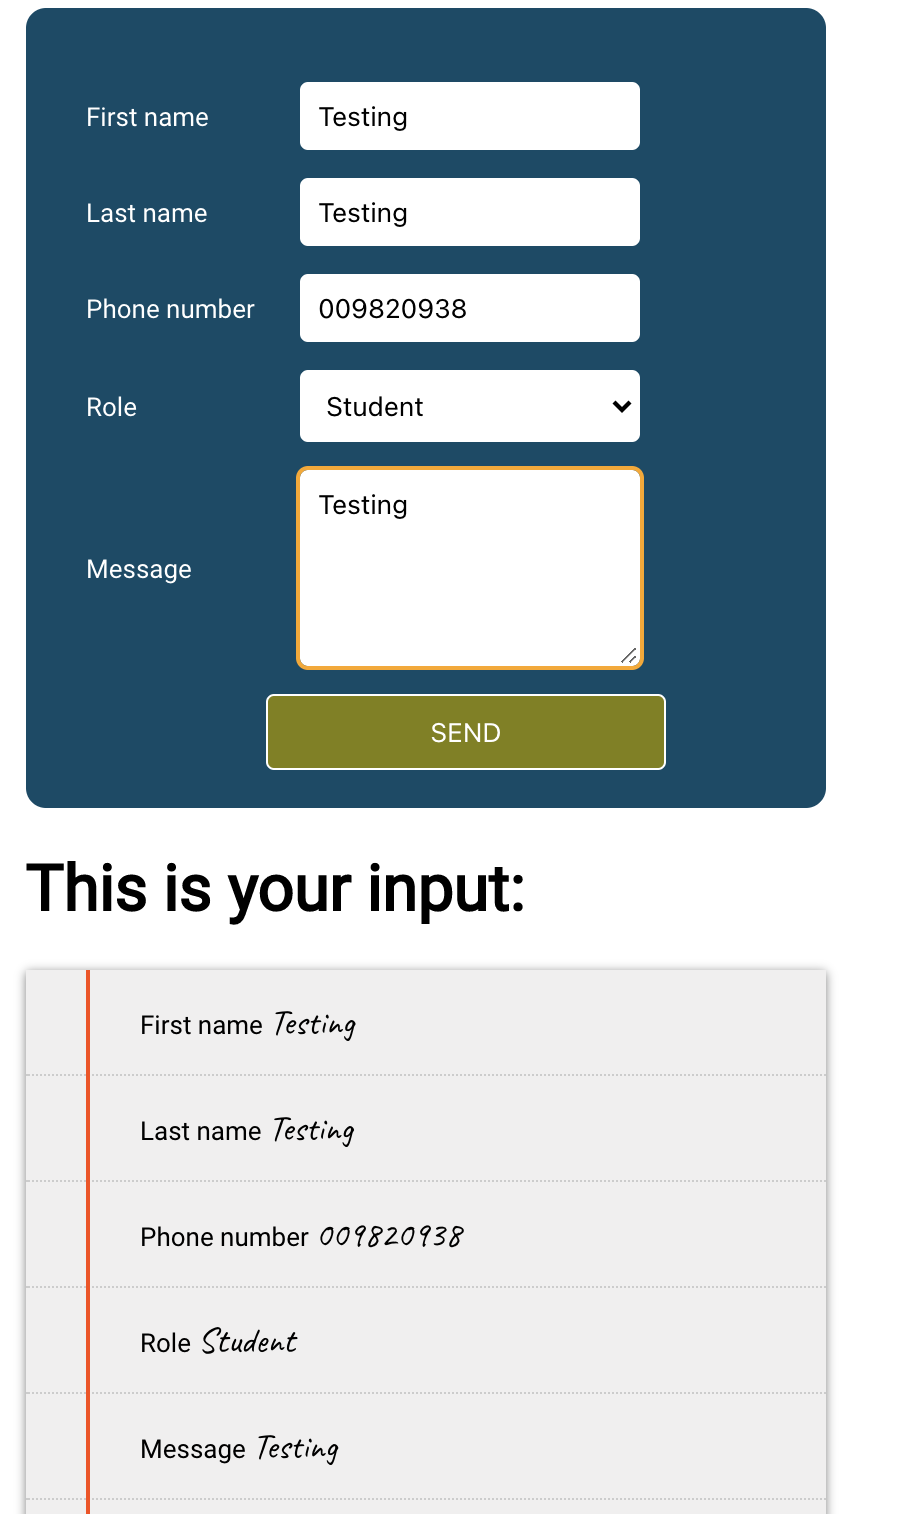 First name Testing
Last name Testing
Phone number 009820938
Role Student
Message Testing
SEND
This is your input:
First name Testing
Last name Testing
Phone number 009820938
Role Student
Message Testing